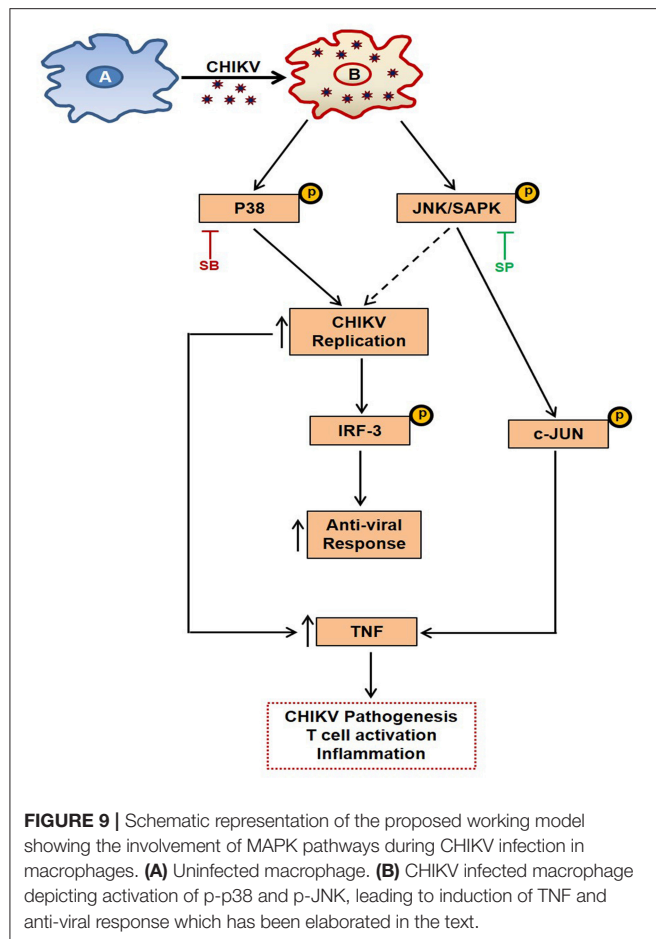 CHIKV
A
B
P38
P
JNK/SAPK
P
SB
SP
CHIKV
Replication
IRF-3
P
c-JUN
P
Anti-viral
Response
TNF
CHIKV Pathogenesis
T cell activation
Inflammation
FIGURE 9 | Schematic representation of the proposed working model
showing the involvement of MAPK pathways during CHIKV infection in
macrophages. (A) Uninfected macrophage. (B) CHIKV infected macrophage
depicting activation of p-p38 and p-JNK, leading to induction of TNF and
anti-viral response which has been elaborated in the text.